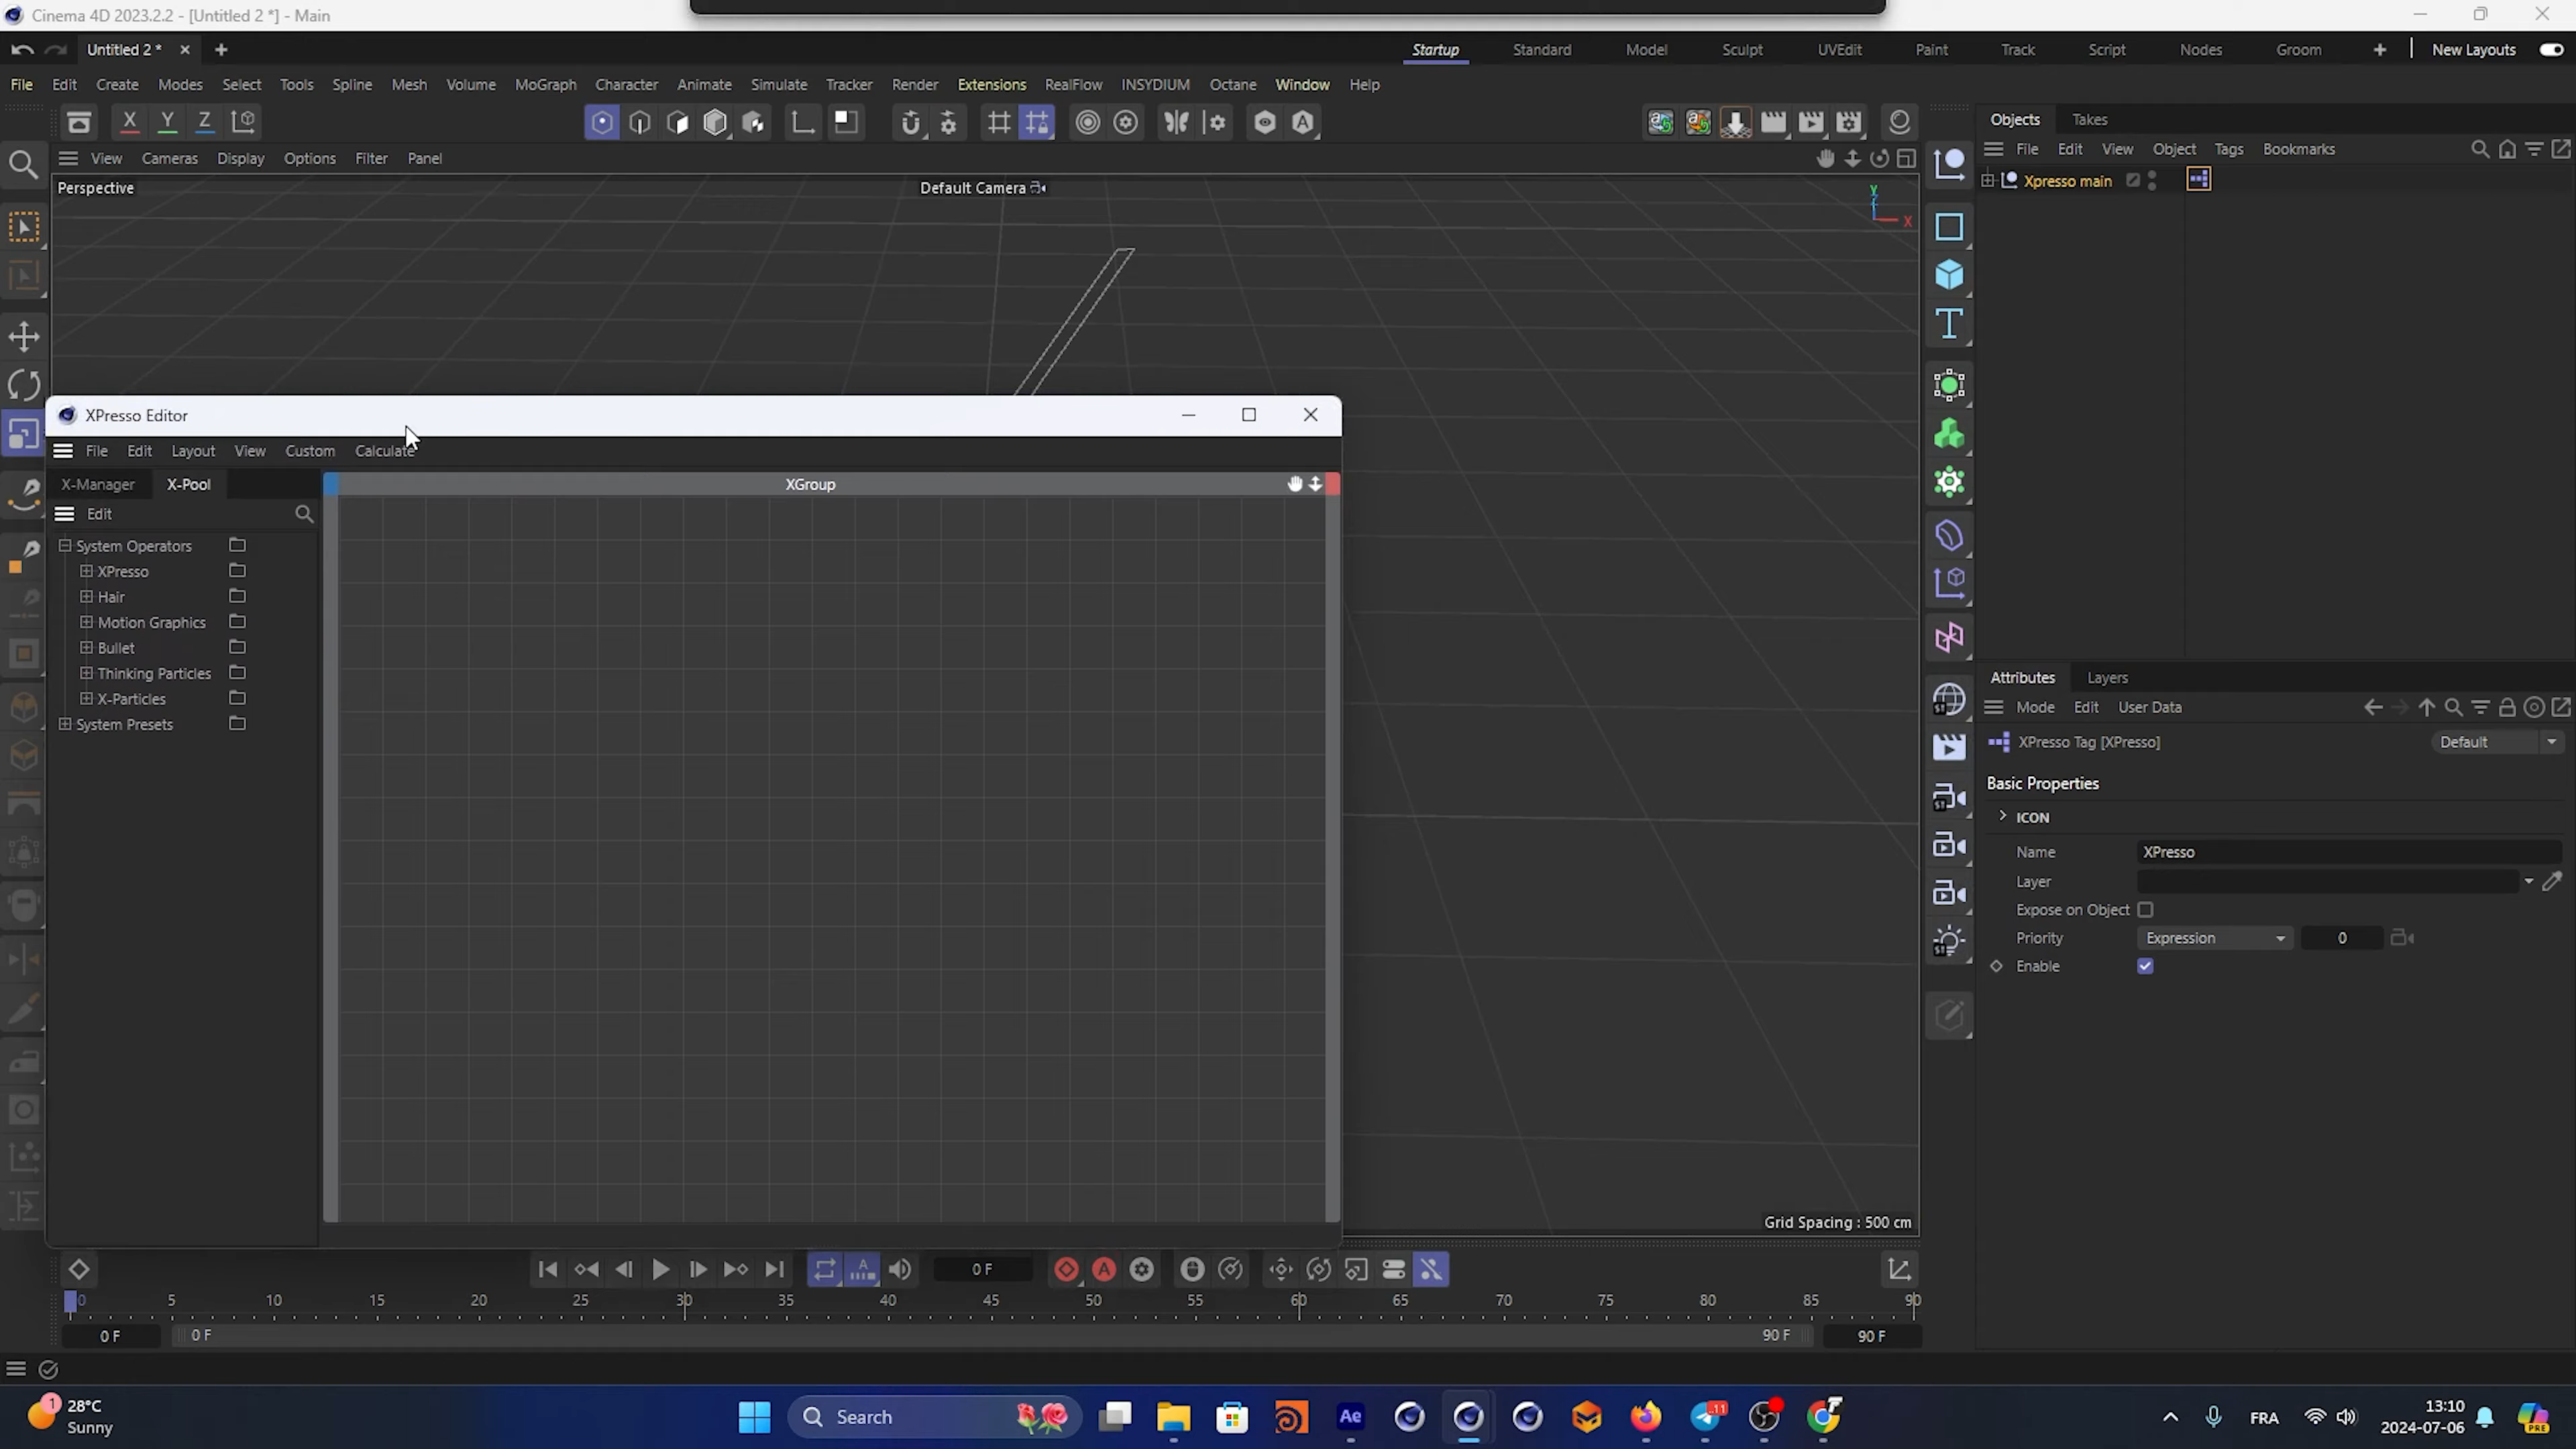 Cinema 4D 2023.2.2 - [Untitled 2 *] - Main
Untitled 2 *
Startup Standard Model Sculpt UVEdit Paint Track Script Nodes Groom New Layouts
File Edit Create Modes Select Tools Spline Mesh Volume MoGraph Character Animate Simulate Tracker Render Extensions RealFlow INSYDIUM Octane Window Help
X Y Z
Objects Takes
View Cameras Display Options Filter Panel
File Edit View Object Tags Bookmarks
Perspective
Default Camera
Y
X
Xpresso main
XPresso Editor
File Edit Layout View Custom Calculate
X-Manager X-Pool
XGroup
Edit
System Operators
XPresso
Hair
Motion Graphics
Bullet
Thinking Particles
X-Particles
System Presets
Attributes Layers
Mode Edit User Data
XPresso Tag [XPresso]
Default
Basic Properties
ICON
Name XPresso
Layer
Expose on Object
Priority Expression 0
Enable
Grid Spacing : 500 cm
0 F
0 5 10 15 20 25 30 35 40 45 50 55 60 65 70 75 80 85 90
0 F 0 F 90 F 90 F
1 28°C
Sunny
Search
Ae
11
FRA
13:10
2024-07-06
PRE